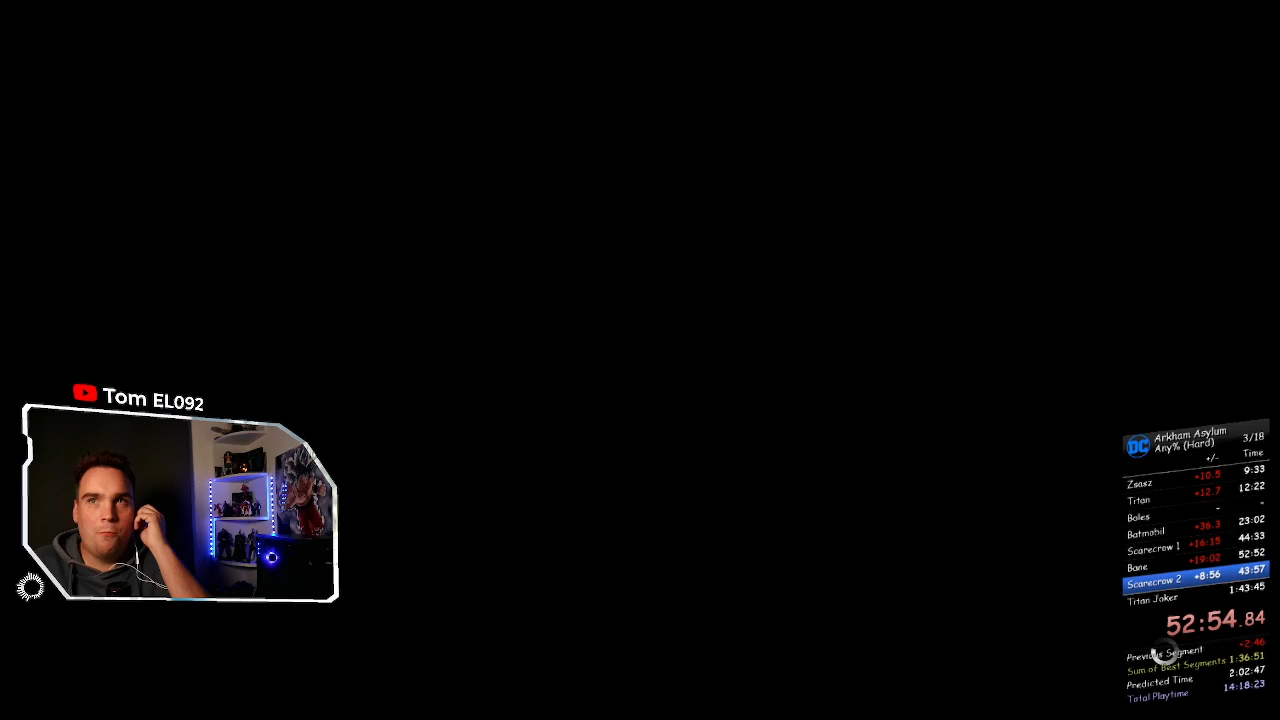 Tom EL092
DC
Arkham Asylum
Any% (Hard)
3/18
+/- Time
Zsasz +10.5 9:33
Titan +12.7 12:22
Boles - -
Batmobil +36.3 23:02
Scarecrow 1 +16:15 44:33
Bane +19:02 52:52
Scarecrow 2 +8:56 43:57
Titan Joker 1:43:45
52:54.84
Previous Segment +2:46
Sum of Best Segments 1:36:51
Predicted Time 2:02:47
Total Playtime 14:18:23